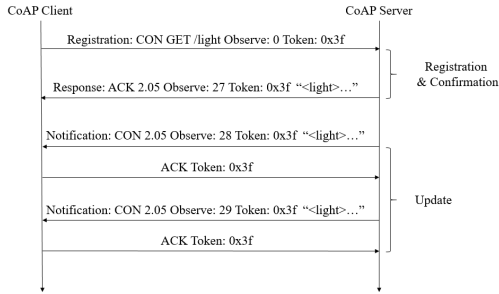 CoAP Client
CoAP Server
Registration: CON GET /light Observe: 0 Token: 0x3f
Registration
& Confirmation
Response: ACK 2.05 Observe: 27 Token: 0x3f “<light>…”
Notification: CON 2.05 Observe: 28 Token: 0x3f “<light>…”
ACK Token: 0x3f
Update
Notification: CON 2.05 Observe: 29 Token: 0x3f “<light>…”
ACK Token: 0x3f